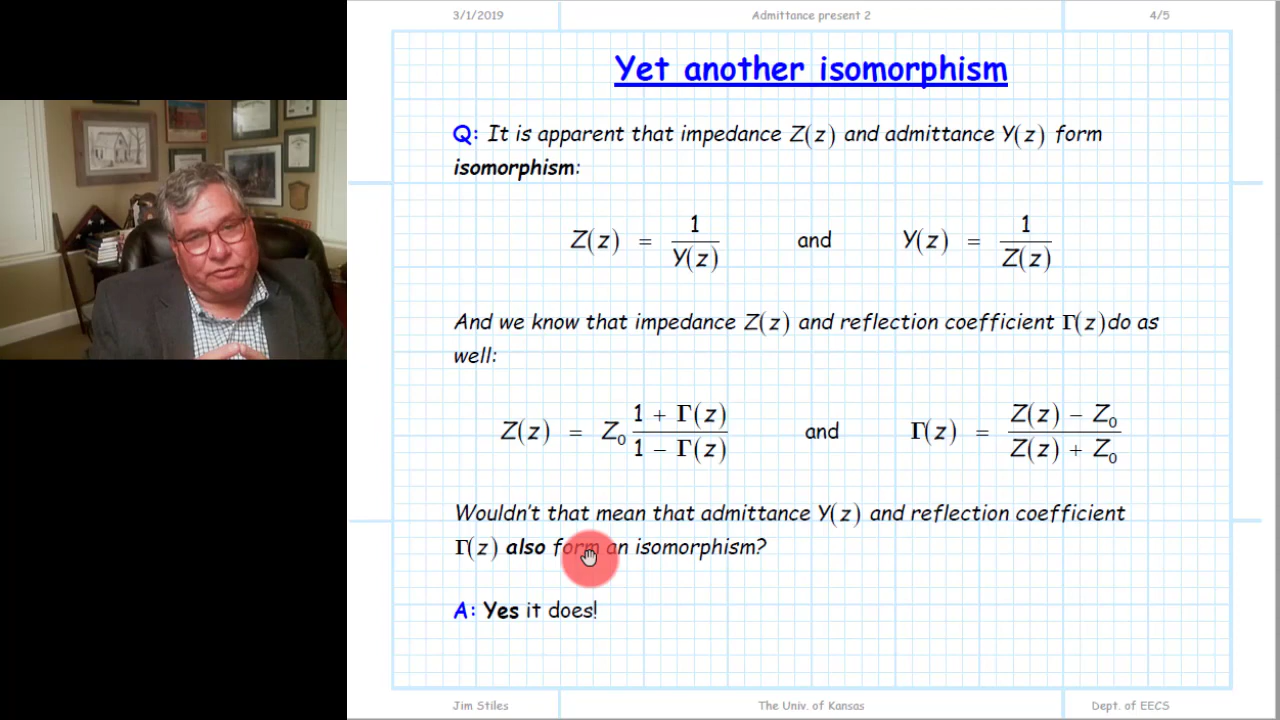 3/1/2019 Admittance present 2 4/5
Yet another isomorphism
Q: It is apparent that impedance Z(z) and admittance Y(z) form
isomorphism:
Z(z) = 1/Y(z) and Y(z) = 1/Z(z)
And we know that impedance Z(z) and reflection coefficient Γ(z)do as
well:
Z(z) = Z₀ (1 + Γ(z))/(1 − Γ(z)) and Γ(z) = (Z(z) − Z₀)/(Z(z) + Z₀)
Wouldn't that mean that admittance Y(z) and reflection coefficient
Γ(z) also form an isomorphism?
A: Yes it does!
Jim Stiles The Univ. of Kansas Dept. of EECS